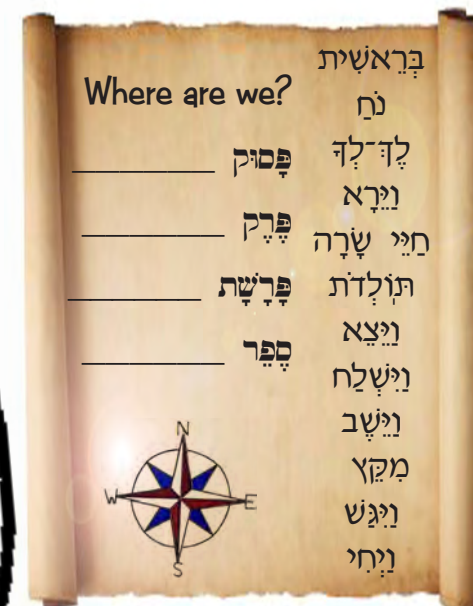 Where are we?
פָּסוּק ________
פֶּרֶק ________
פָּרָשָׁת ________
סֵפֶר ________
בְּרֵאשִׁית
נֹחַ
לֶךְ־לְךָ
וַיֵּרָא
חַיֵּי שָׂרָה
תּוֹלְדֹת
וַיֵּצֵא
וַיִּשְׁלַח
וַיֵּשֶׁב
מִקֵּץ
וַיִּגַּשׁ
וַיְחִי
N
W
E
S